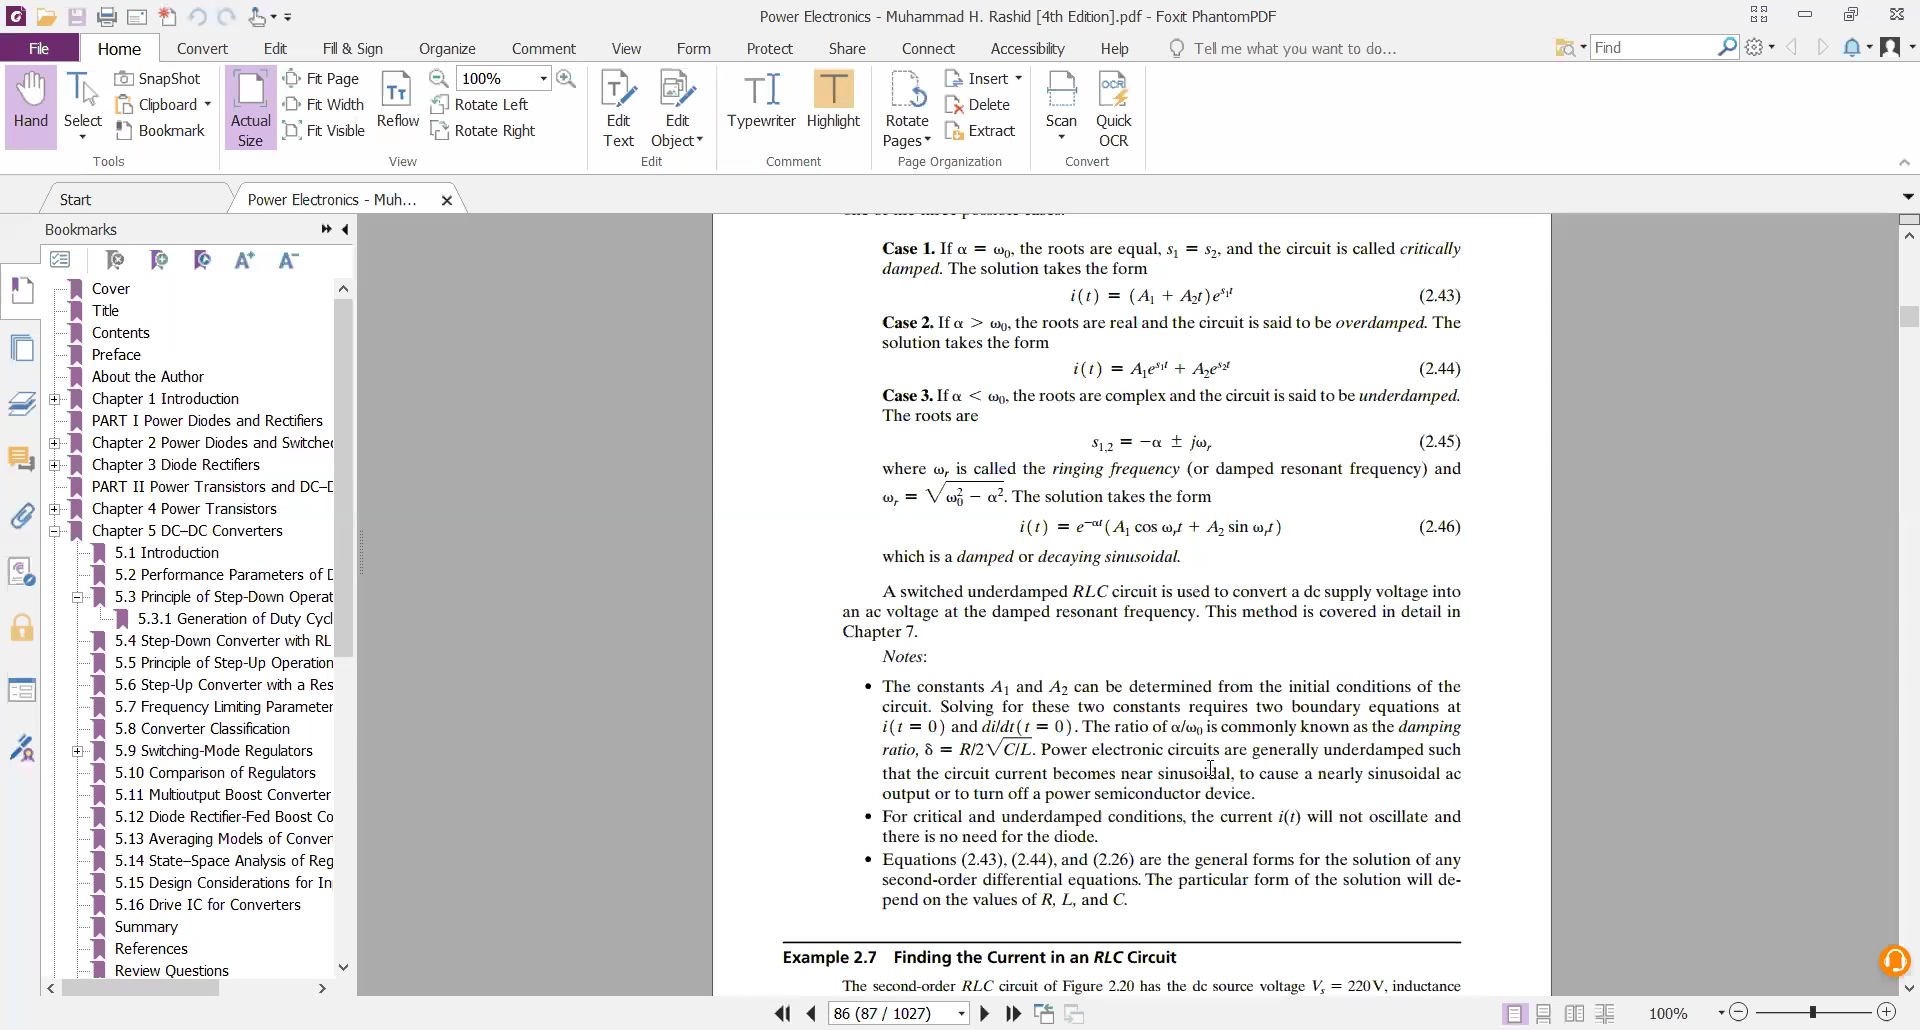 Power Electronics - Muhammad H. Rashid [4th Edition].pdf - Foxit PhantomPDF
File Home Convert Edit Fill & Sign Organize Comment View Form Protect Share Connect Accessibility Help Tell me what you want to do... Find
Hand
Select
SnapShot
Clipboard
Bookmark
Tools
Actual
Size
Fit Page
Fit Width
Fit Visible
Reflow
100%
Rotate Left
Rotate Right
View
Edit
Text
Edit
Object
Edit
Typewriter
Highlight
Comment
Rotate
Pages
Insert
Delete
Extract
Page Organization
Scan
OCR
Quick
OCR
Convert
Start
Power Electronics - Muh...
Bookmarks
Cover
Title
Contents
Preface
About the Author
Chapter 1 Introduction
PART I Power Diodes and Rectifiers
Chapter 2 Power Diodes and Switched
Chapter 3 Diode Rectifiers
PART II Power Transistors and DC–D
Chapter 4 Power Transistors
Chapter 5 DC–DC Converters
5.1 Introduction
5.2 Performance Parameters of D
5.3 Principle of Step-Down Operat
5.3.1 Generation of Duty Cycl
5.4 Step-Down Converter with RL
5.5 Principle of Step-Up Operation
5.6 Step-Up Converter with a Res
5.7 Frequency Limiting Parameter
5.8 Converter Classification
5.9 Switching-Mode Regulators
5.10 Comparison of Regulators
5.11 Multioutput Boost Converter
5.12 Diode Rectifier-Fed Boost Co
5.13 Averaging Models of Conver
5.14 State–Space Analysis of Reg
5.15 Design Considerations for In
5.16 Drive IC for Converters
Summary
References
Review Questions
Case 1. If α = ω₀, the roots are equal, s₁ = s₂, and the circuit is called critically
damped. The solution takes the form
i(t) = (A₁ + A₂t)e^{s₁t} (2.43)
Case 2. If α > ω₀, the roots are real and the circuit is said to be overdamped. The
solution takes the form
i(t) = A₁e^{s₁t} + A₂e^{s₂t} (2.44)
Case 3. If α < ω₀, the roots are complex and the circuit is said to be underdamped.
The roots are
s₁,₂ = −α ± jωᵣ (2.45)
where ωᵣ is called the ringing frequency (or damped resonant frequency) and
ωᵣ = √(ω₀² − α²). The solution takes the form
i(t) = e^{−αt}(A₁ cos ωᵣt + A₂ sin ωᵣt) (2.46)
which is a damped or decaying sinusoidal.
A switched underdamped RLC circuit is used to convert a dc supply voltage into
an ac voltage at the damped resonant frequency. This method is covered in detail in
Chapter 7.
Notes:
• The constants A₁ and A₂ can be determined from the initial conditions of the
circuit. Solving for these two constants requires two boundary equations at
i(t = 0) and di/dt(t = 0). The ratio of α/ω₀ is commonly known as the damping
ratio, δ = R/2√C/L. Power electronic circuits are generally underdamped such
that the circuit current becomes near sinusoidal, to cause a nearly sinusoidal ac
output or to turn off a power semiconductor device.
• For critical and underdamped conditions, the current i(t) will not oscillate and
there is no need for the diode.
• Equations (2.43), (2.44), and (2.26) are the general forms for the solution of any
second-order differential equations. The particular form of the solution will de-
pend on the values of R, L, and C.
Example 2.7 Finding the Current in an RLC Circuit
The second-order RLC circuit of Figure 2.20 has the dc source voltage Vₛ = 220 V, inductance
86 (87 / 1027)
100%